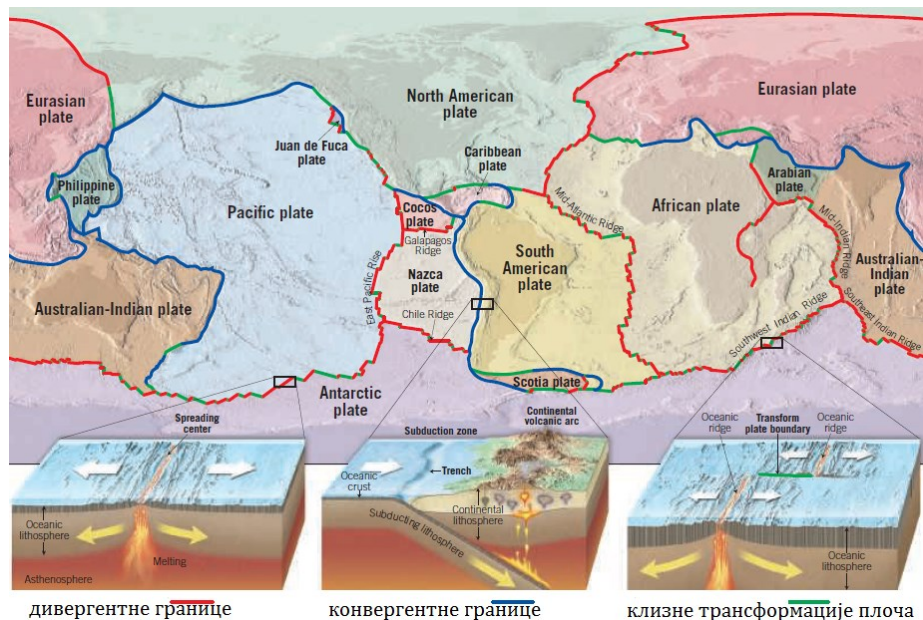 Eurasian
plate
North American
plate
Eurasian plate
Juan de Fuca
plate
Caribbean
plate
Arabian
plate
Philippine
plate
Pacific plate
Cocos
plate
Mid-Atlantic Ridge
African plate
Galapagos
Ridge
Mid-Indian Ridge
South
American
plate
Nazca
plate
East Pacific Rise
Australian-Indian plate
Australian-
Indian
plate
Chile Ridge
Southwest Indian Ridge
Southeast Indian Ridge
Scotia plate
Antarctic
plate
Spreading
center
Oceanic
lithosphere
Melting
Asthenosphere
Subduction zone
Continental
volcanic arc
Trench
Oceanic
crust
Continental
lithosphere
Subducting lithosphere
Oceanic
ridge
Transform
plate boundary
Oceanic
ridge
Oceanic
lithosphere
дивергентне границе
конвергентне границе
клизне трансформације плоча